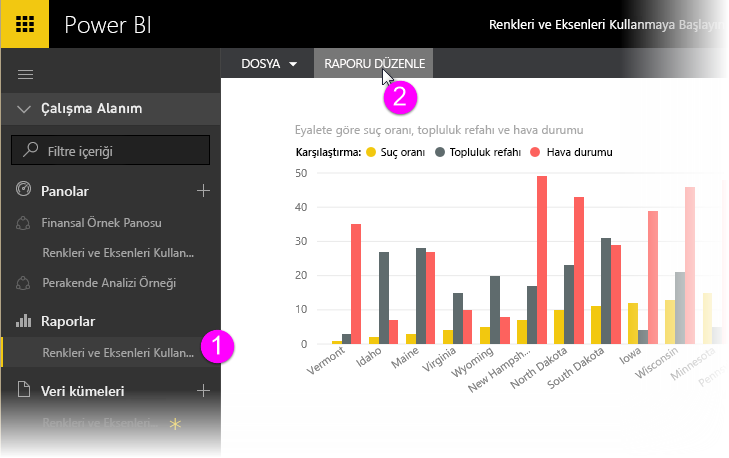 Power BI
Renkleri ve Eksenleri Kullanmaya Başlayın
DOSYA
RAPORU DÜZENLE
2
Çalışma Alanım
Filtre içeriği
Panolar
Finansal Örnek Panosu
Renkleri ve Eksenleri Kullan...
Perakende Analizi Örneği
Raporlar
Renkleri ve Eksenleri Kullan...
1
Veri kümeleri
Renkleri ve Eksenleri...
Eyalete göre suç oranı, topluluk refahı ve hava durumu
Karşılaştırma: Suç oranı Topluluk refahı Hava durumu
50
40
30
20
10
0
Vermont
Idaho
Maine
Virginia
Wyoming
New Hampsh...
North Dakota
South Dakota
Iowa
Wisconsin
Minnesota